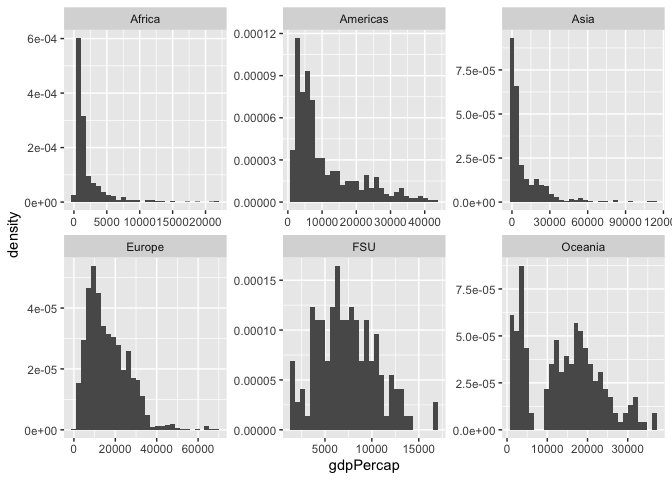 Africa
Americas
Asia
6e-04
4e-04
2e-04
0e+00
0.00012
0.00009
0.00006
0.00003
0.00000
7.5e-05
5.0e-05
2.5e-05
0.0e+00
0 5000 10000 15000 20000
0 10000 20000 30000 40000
0 30000 60000 90000 120000
density
Europe
FSU
Oceania
4e-05
2e-05
0e+00
0.00015
0.00010
0.00005
0.00000
7.5e-05
5.0e-05
2.5e-05
0.0e+00
0 20000 40000 60000
5000 10000 15000
0 10000 20000 30000
gdpPercap